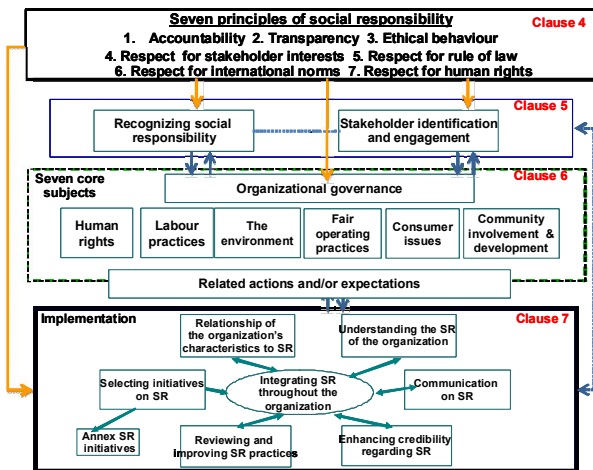 Seven principles of social responsibility
Clause 4
1. Accountability 2. Transparency 3. Ethical behaviour
4. Respect for stakeholder interests 5. Respect for rule of law
6. Respect for international norms 7. Respect for human rights
Clause 5
Recognizing social
responsibility
Stakeholder identification
and engagement
Clause 6
Seven core
subjects
Organizational governance
Human
rights
Labour
practices
The
environment
Fair
operating
practices
Consumer
issues
Community
involvement &
development
Related actions and/or expectations
Implementation
Clause 7
Relationship of
the organization's
characteristics to SR
Understanding the SR
of the organization
Selecting initiatives
on SR
Integrating SR
throughout the
organization
Communication
on SR
Annex SR
initiatives
Reviewing and
Improving SR practices
Enhancing credibility
regarding SR